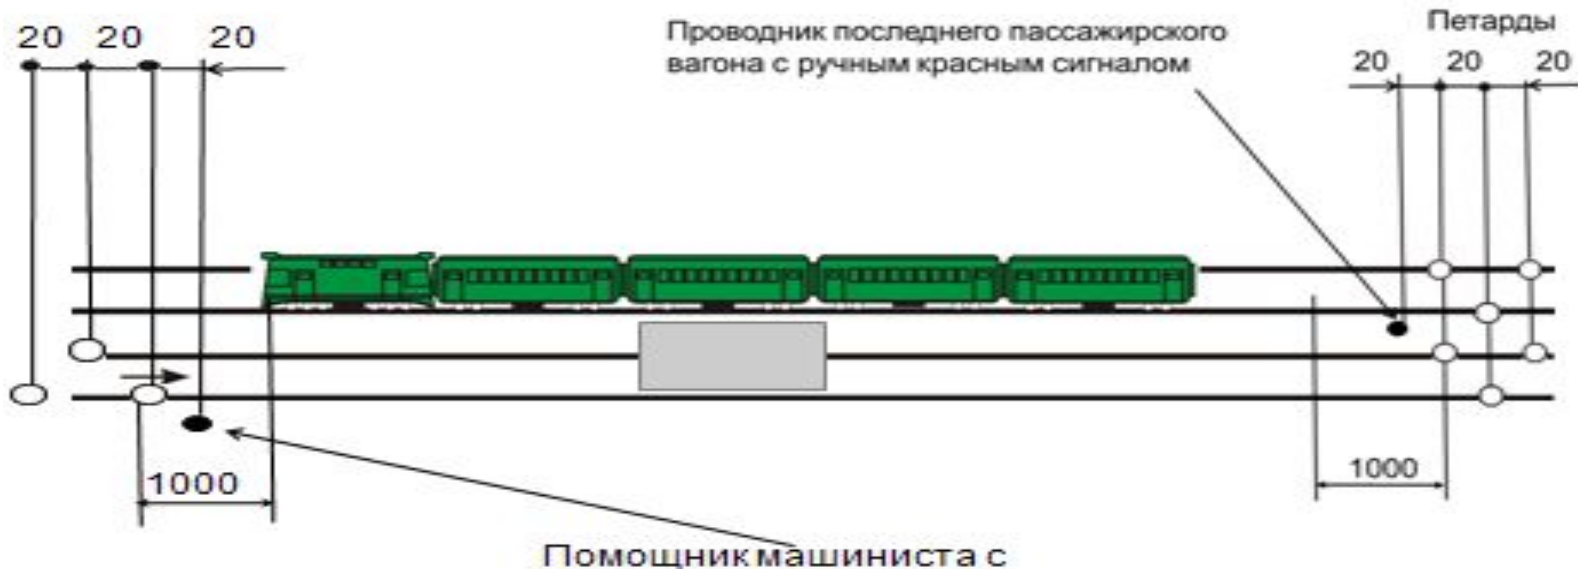 20 20 20
Проводник последнего пассажирского
вагона с ручным красным сигналом
Петарды
20 20 20
1000
1000
Помощник машиниста с